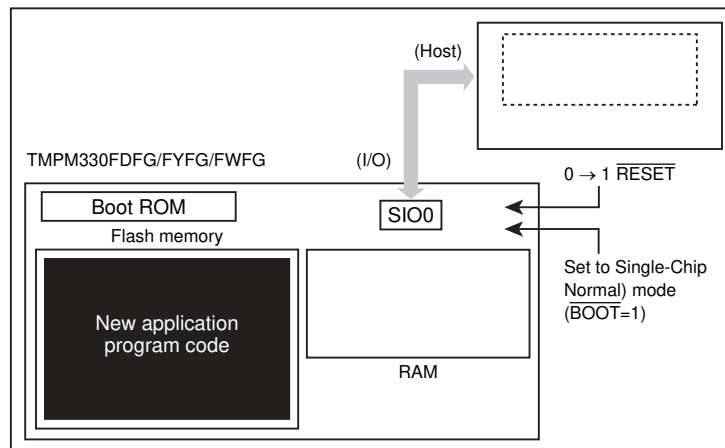 (Host)
TMPM330FDFG/FYFG/FWFG
(I/O)
0 → 1 RESET
Boot ROM
SIO0
Flash memory
Set to Single-Chip
Normal) mode
(BOOT=1)
New application
program code
RAM